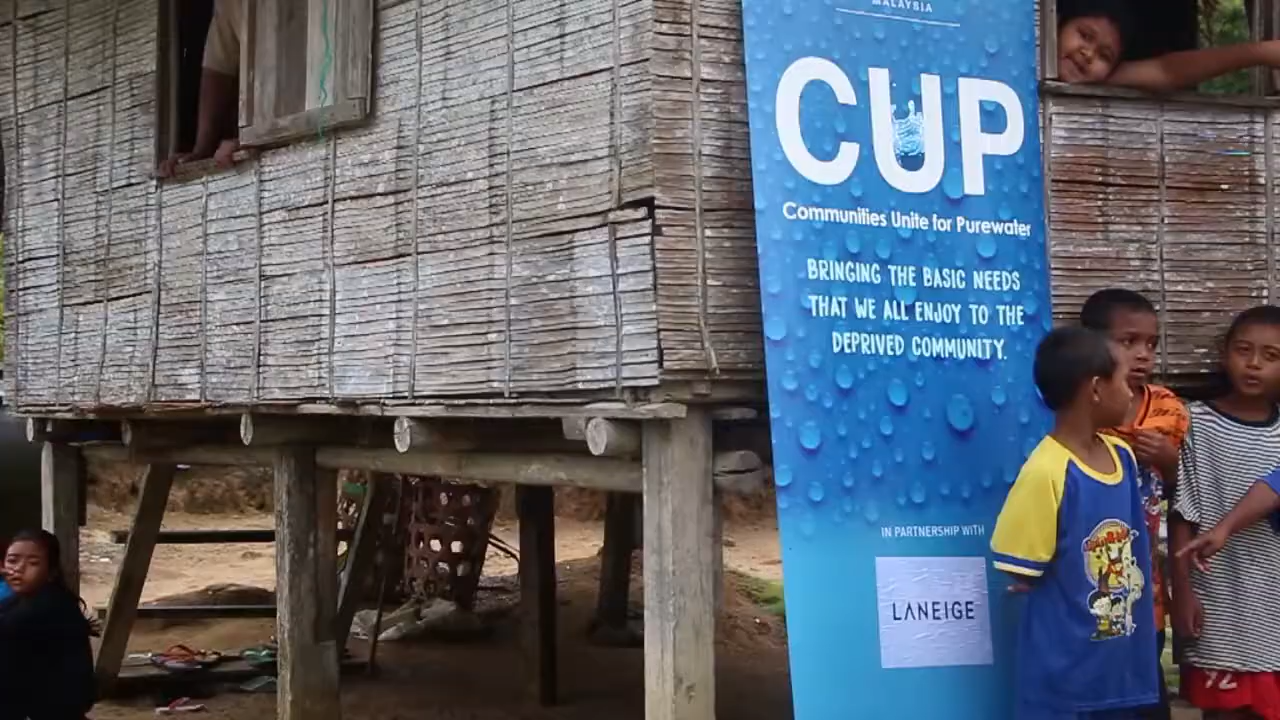 MALAYSIA
CUP
Communities Unite for Purewater
BRINGING THE BASIC NEEDS
THAT WE ALL ENJOY TO THE
DEPRIVED COMMUNITY.
IN PARTNERSHIP WITH
LANEIGE